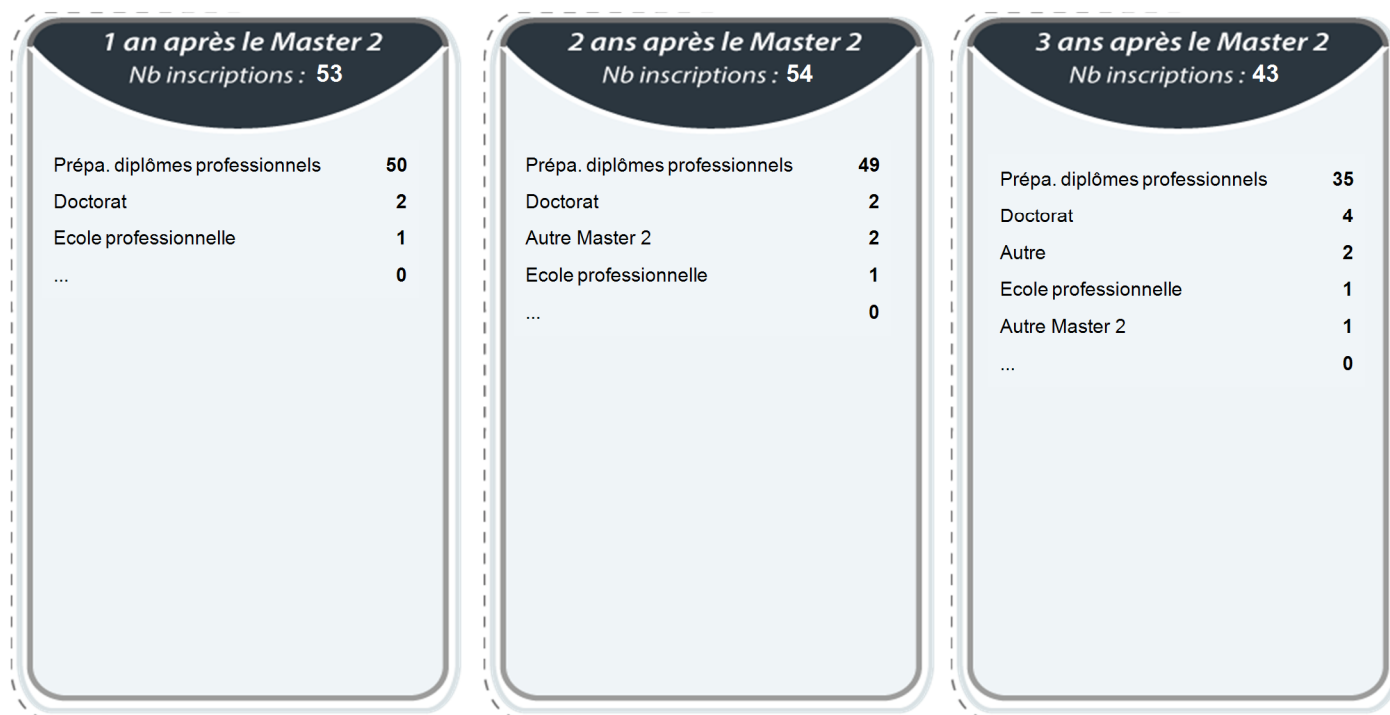 1 an après le Master 2
Nb inscriptions : 53
Prépa. diplômes professionnels 50
Doctorat 2
Ecole professionnelle 1
... 0
2 ans après le Master 2
Nb inscriptions : 54
Prépa. diplômes professionnels 49
Doctorat 2
Autre Master 2 2
Ecole professionnelle 1
... 0
3 ans après le Master 2
Nb inscriptions : 43
Prépa. diplômes professionnels 35
Doctorat 4
Autre 2
Ecole professionnelle 1
Autre Master 2 1
... 0